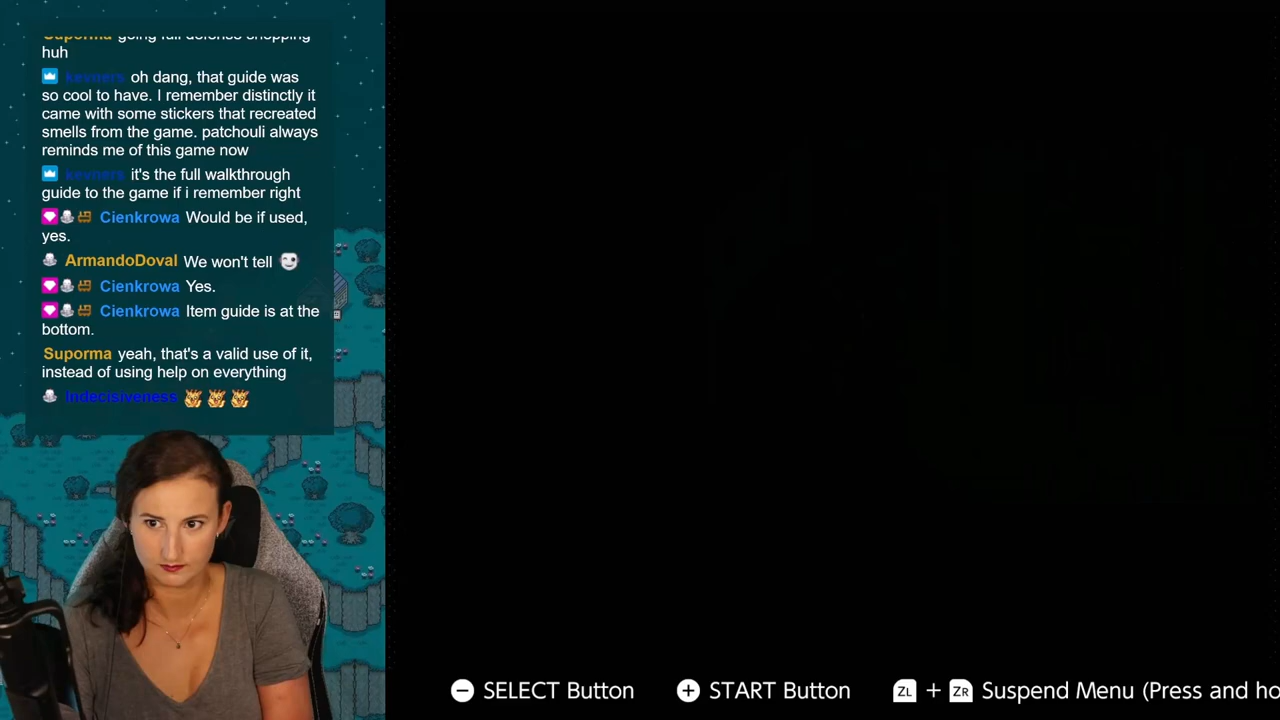 Suporma going full defense shopping
huh
kevners oh dang, that guide was
so cool to have. I remember distinctly it
came with some stickers that recreated
smells from the game. patchouli always
reminds me of this game now
kevners it's the full walkthrough
guide to the game if i remember right
Cienkrowa Would be if used,
yes.
ArmandoDoval We won't tell
Cienkrowa Yes.
Cienkrowa Item guide is at the
bottom.
Suporma yeah, that's a valid use of it,
instead of using help on everything
Indecisiveness
SELECT Button
START Button
ZL + ZR Suspend Menu (Press and ho